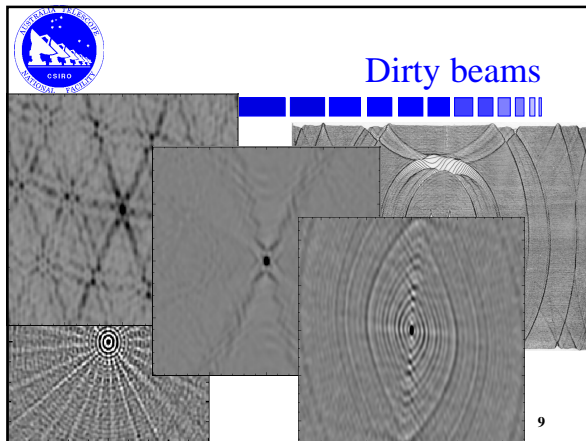 AUSTRALIA TELESCOPE
CSIRO
NATIONAL FACILITY
Dirty beams
9